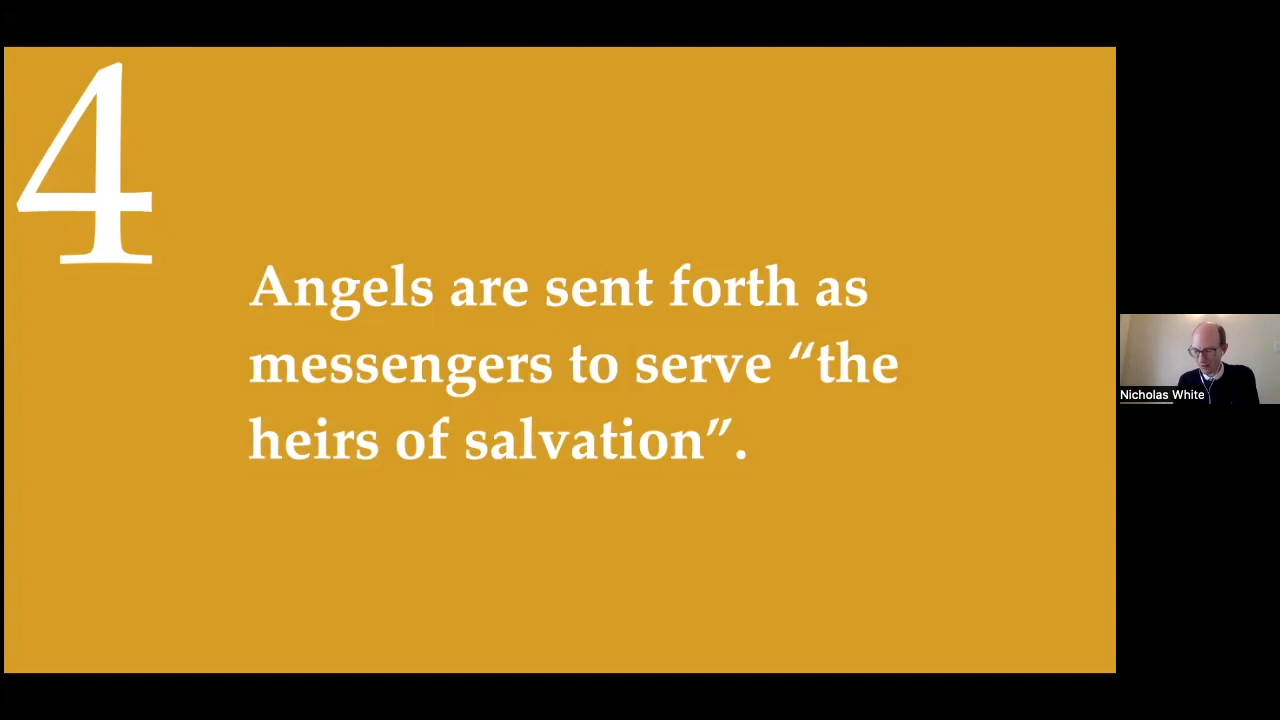 4
Angels are sent forth as
messengers to serve “the
heirs of salvation”.
Nicholas White